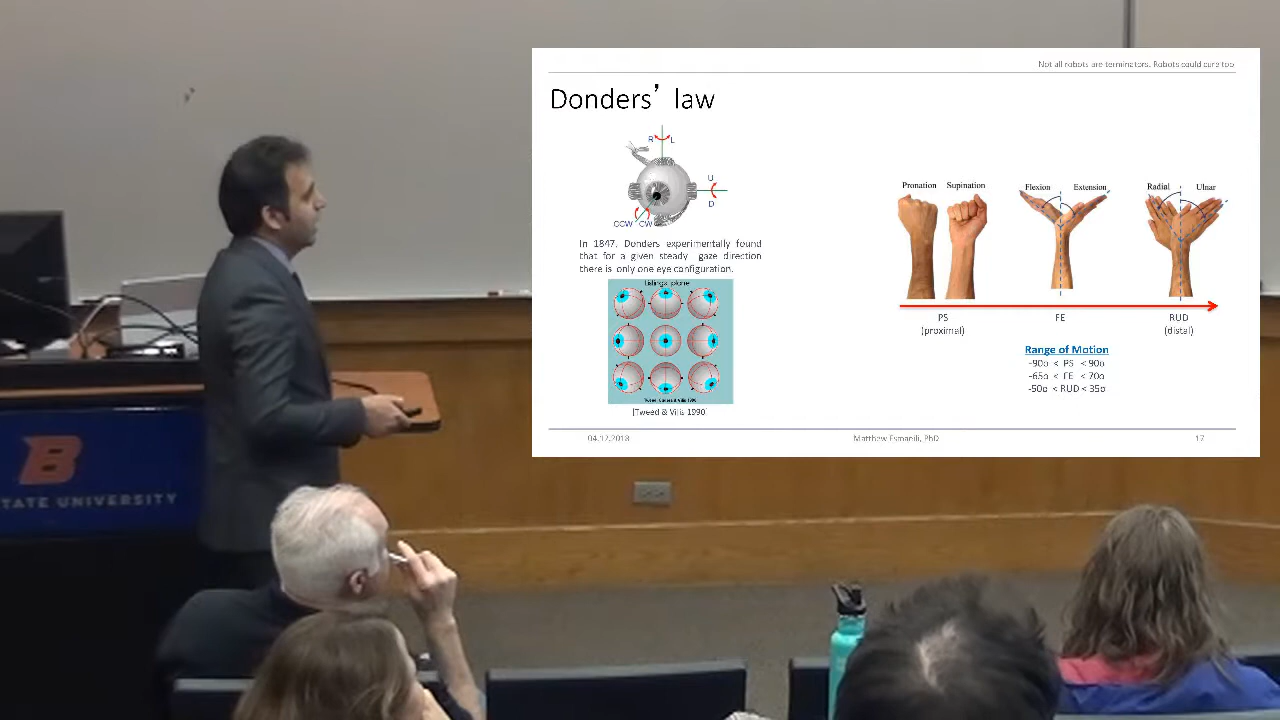 Not all robots are terminators. Robots could cure too
Donders' law
R L
U
D
CCW CW
In 1847, Donders experimentally found
that for a given steady gaze direction
there is only one eye configuration.
Listing's plane
[Tweed & Vilis 1990]
Pronation Supination Flexion Extension Radial Ulnar
PS FE RUD
(proximal) (distal)
Range of Motion
-90o < PS < 90o
-65o < FE < 70o
-50o < RUD < 35o
04.12.2018 Matthew Esmaeili, PhD 17
B
TATE UNIVERSITY